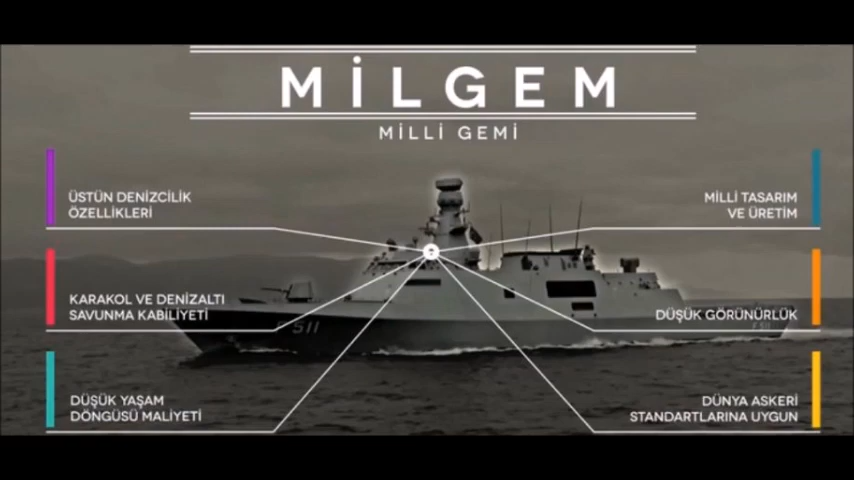 MİLGEM
MİLLİ GEMİ
ÜSTÜN DENİZCİLİK
ÖZELLİKLERİ
MİLLİ TASARIM
VE ÜRETİM
KARAKOL VE DENİZALTI
SAVUNMA KABİLİYETİ
DÜŞÜK GÖRÜNÜRLÜK
511
F 511
DÜŞÜK YAŞAM
DÖNGÜSÜ MALİYETİ
DÜNYA ASKERİ
STANDARTLARINA UYGUN